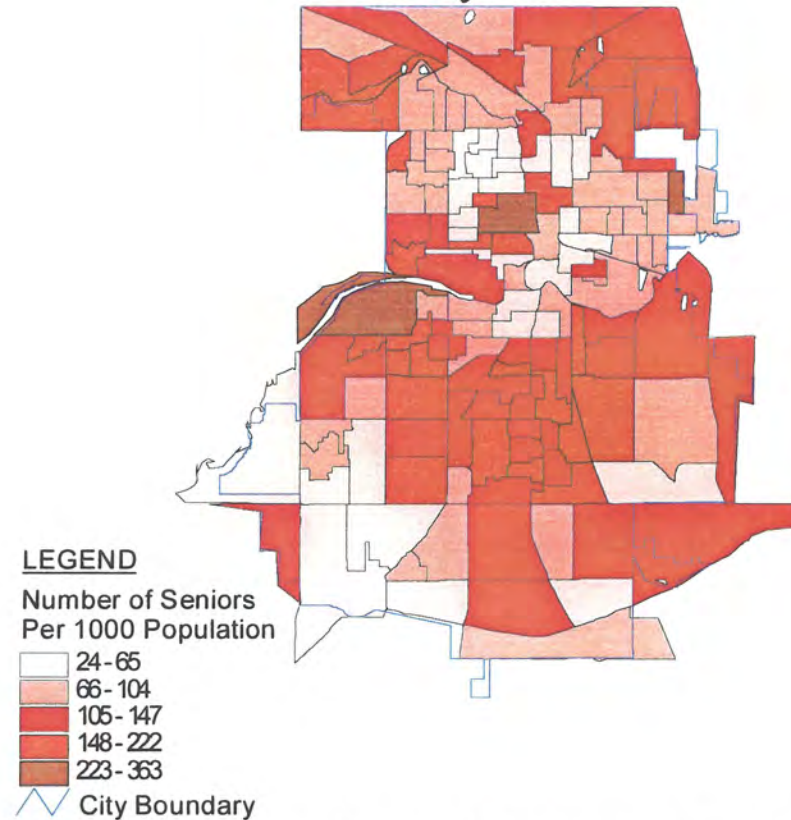 LEGEND
Number of Seniors
Per 1000 Population
24-65
66-104
105-147
148-222
223-363
City Boundary